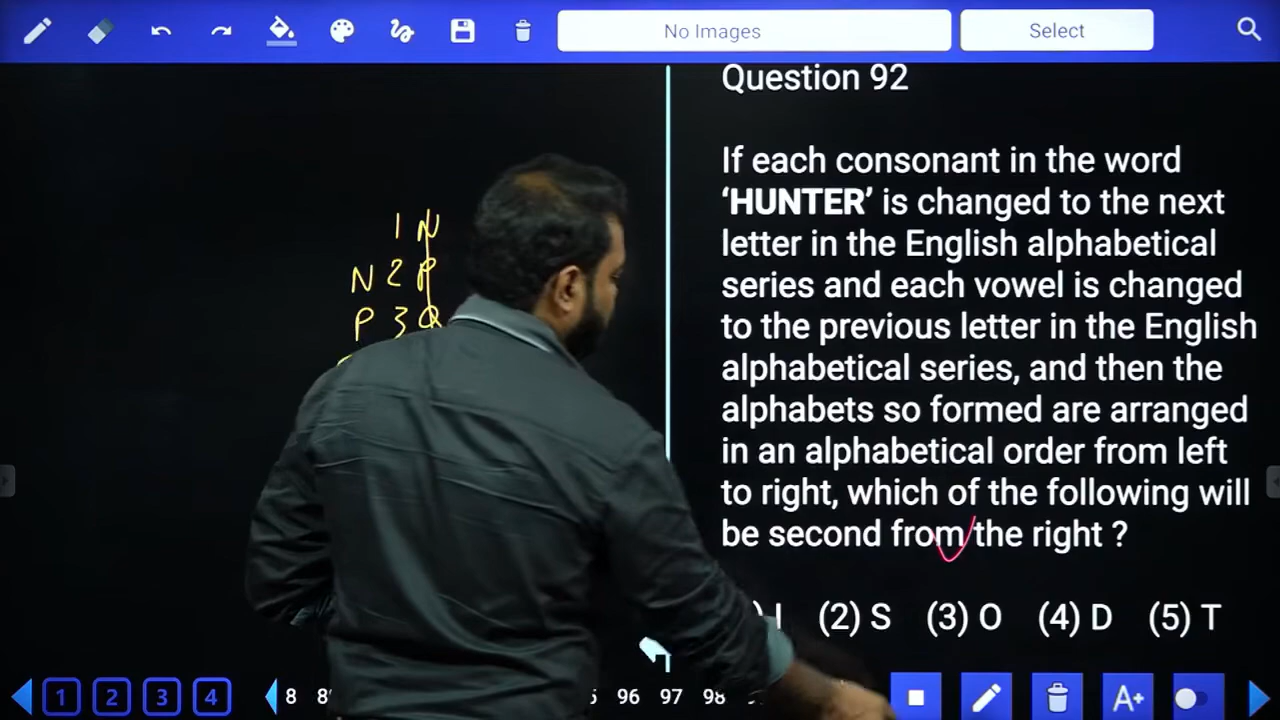 No Images
Select
Question 92
If each consonant in the word
‘HUNTER’ is changed to the next
letter in the English alphabetical
series and each vowel is changed
to the previous letter in the English
alphabetical series, and then the
alphabets so formed are arranged
in an alphabetical order from left
to right, which of the following will
be second from the right ?
) I (2) S (3) O (4) D (5) T
1 N
N 2 P
P 3 Q
1 2 3 4 8 96 97 98 A+